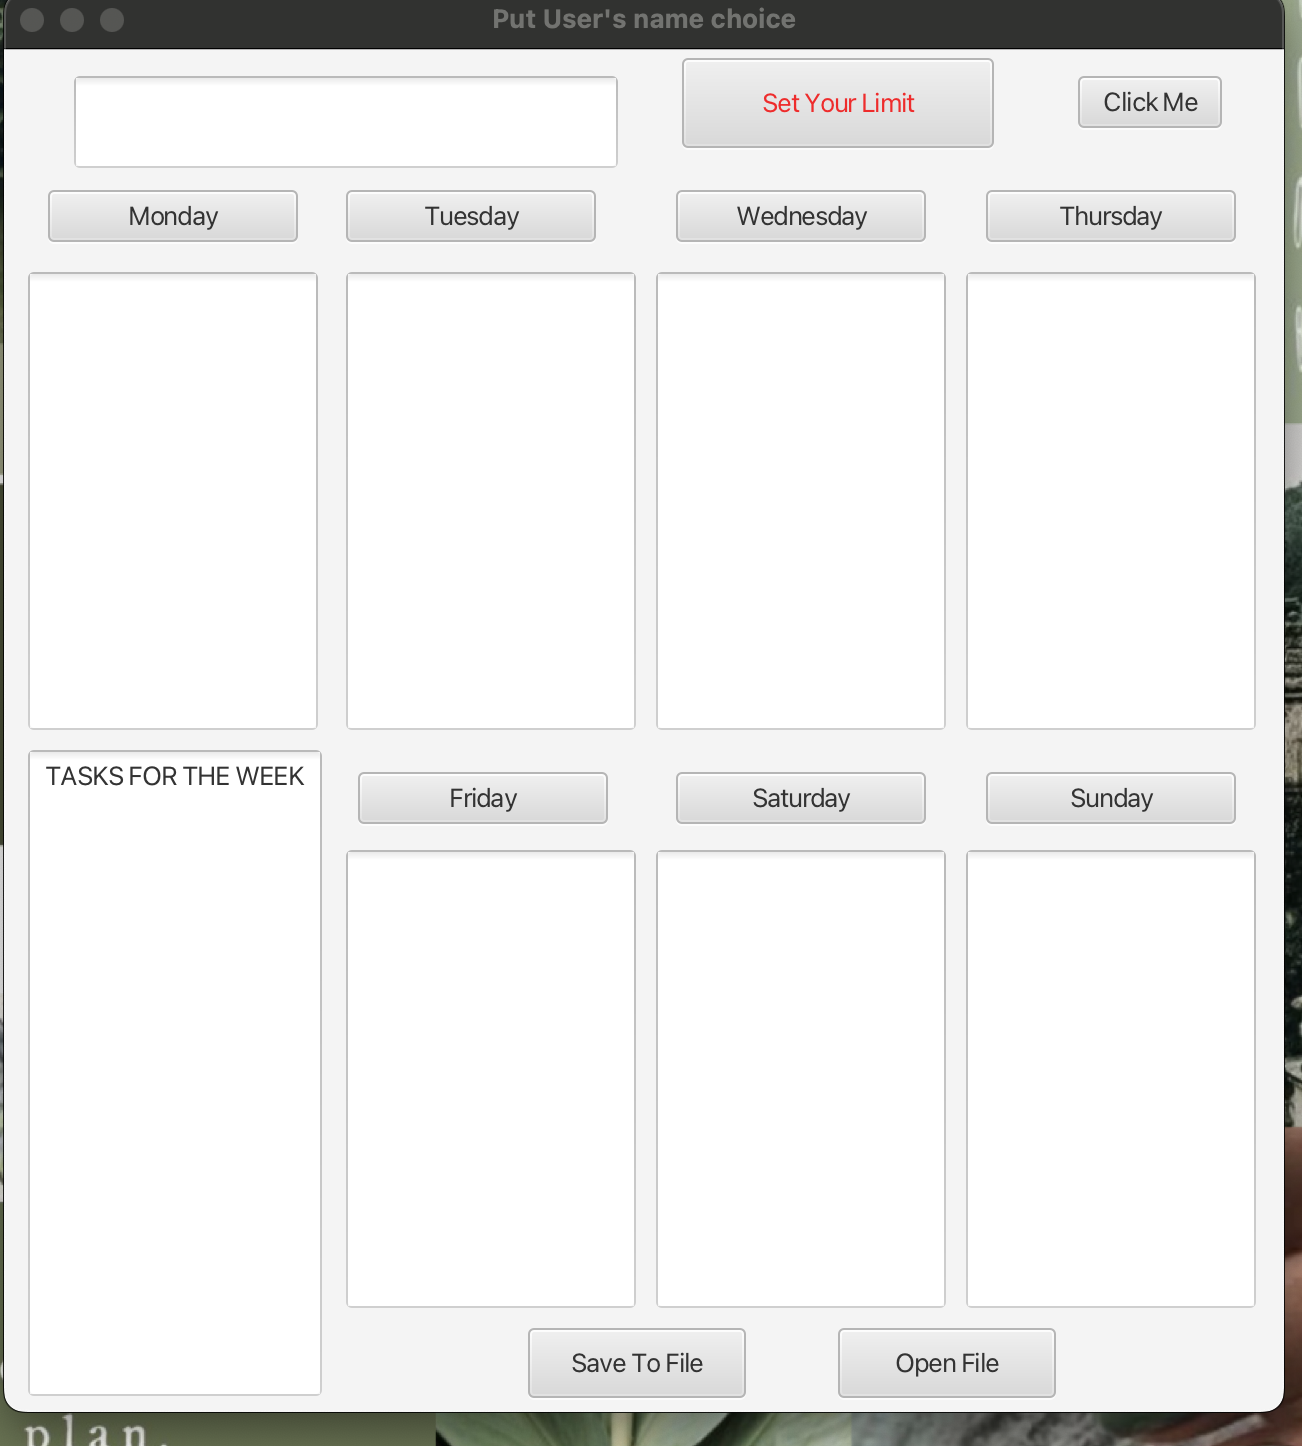 Put User's name choice
Set Your Limit
Click Me
Monday
Tuesday
Wednesday
Thursday
TASKS FOR THE WEEK
Friday
Saturday
Sunday
Save To File
Open File
plan.